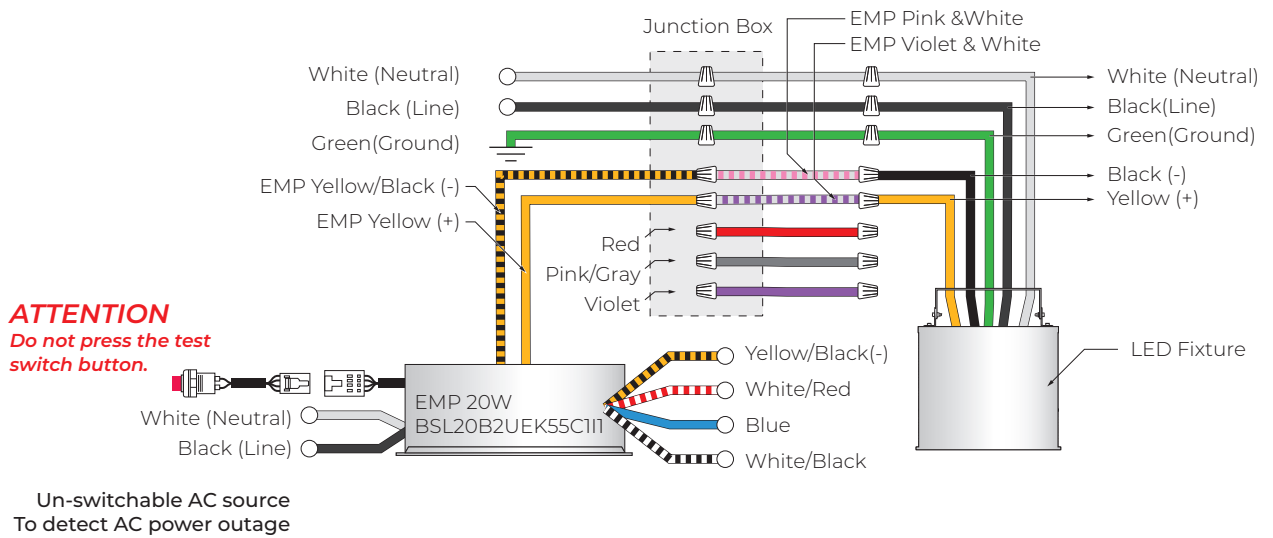 Junction Box
EMP Pink &White
EMP Violet & White
White (Neutral)
Black (Line)
Green(Ground)
EMP Yellow/Black (-)
EMP Yellow (+)
Red
Pink/Gray
Violet
White (Neutral)
Black(Line)
Green(Ground)
Black (-)
Yellow (+)
LED Fixture
ATTENTION
Do not press the test
switch button.
White (Neutral)
Black (Line)
EMP 20W
BSL20B2UEK55C1I1
Yellow/Black(-)
White/Red
Blue
White/Black
Un-switchable AC source
To detect AC power outage